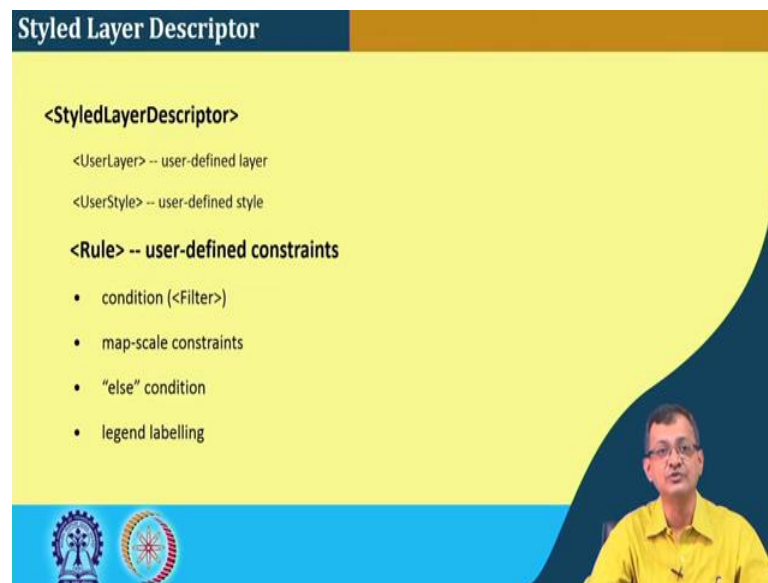 Styled Layer Descriptor
<StyledLayerDescriptor>
<UserLayer> -- user-defined layer
<UserStyle> -- user-defined style
<Rule> -- user-defined constraints
• condition (<Filter>)
• map-scale constraints
• “else” condition
• legend labelling